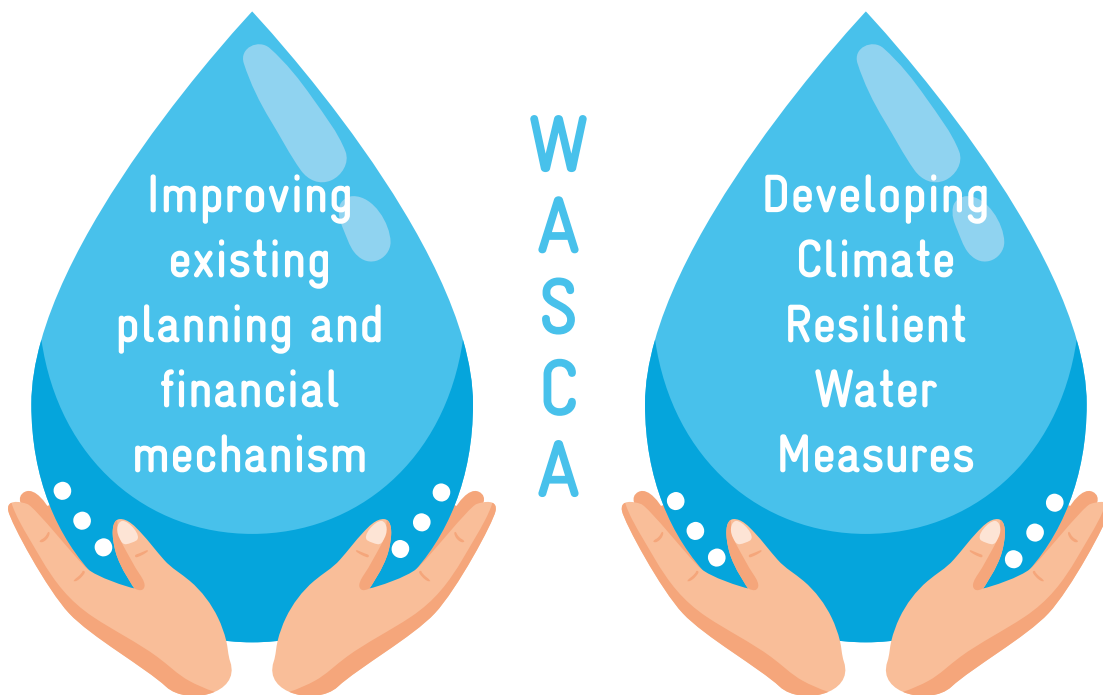 Improving
existing
planning and
financial
mechanism
W
A
S
C
A
Developing
Climate
Resilient
Water
Measures